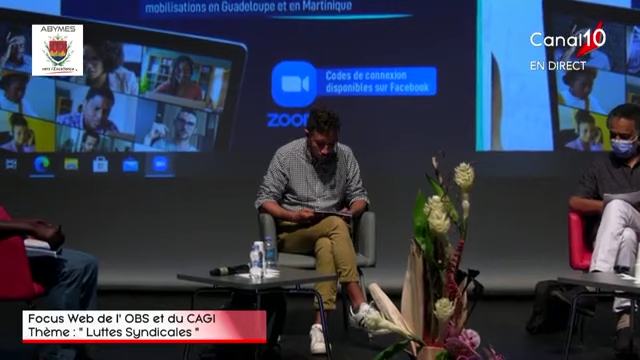 mobilisations en Guadeloupe et en Martinique
ABYMES
Canal10
EN DIRECT
Codes de connexion
disponibles sur Facebook
zoom
Focus Web de l' OBS et du CAGI
Thème : " Luttes Syndicales "